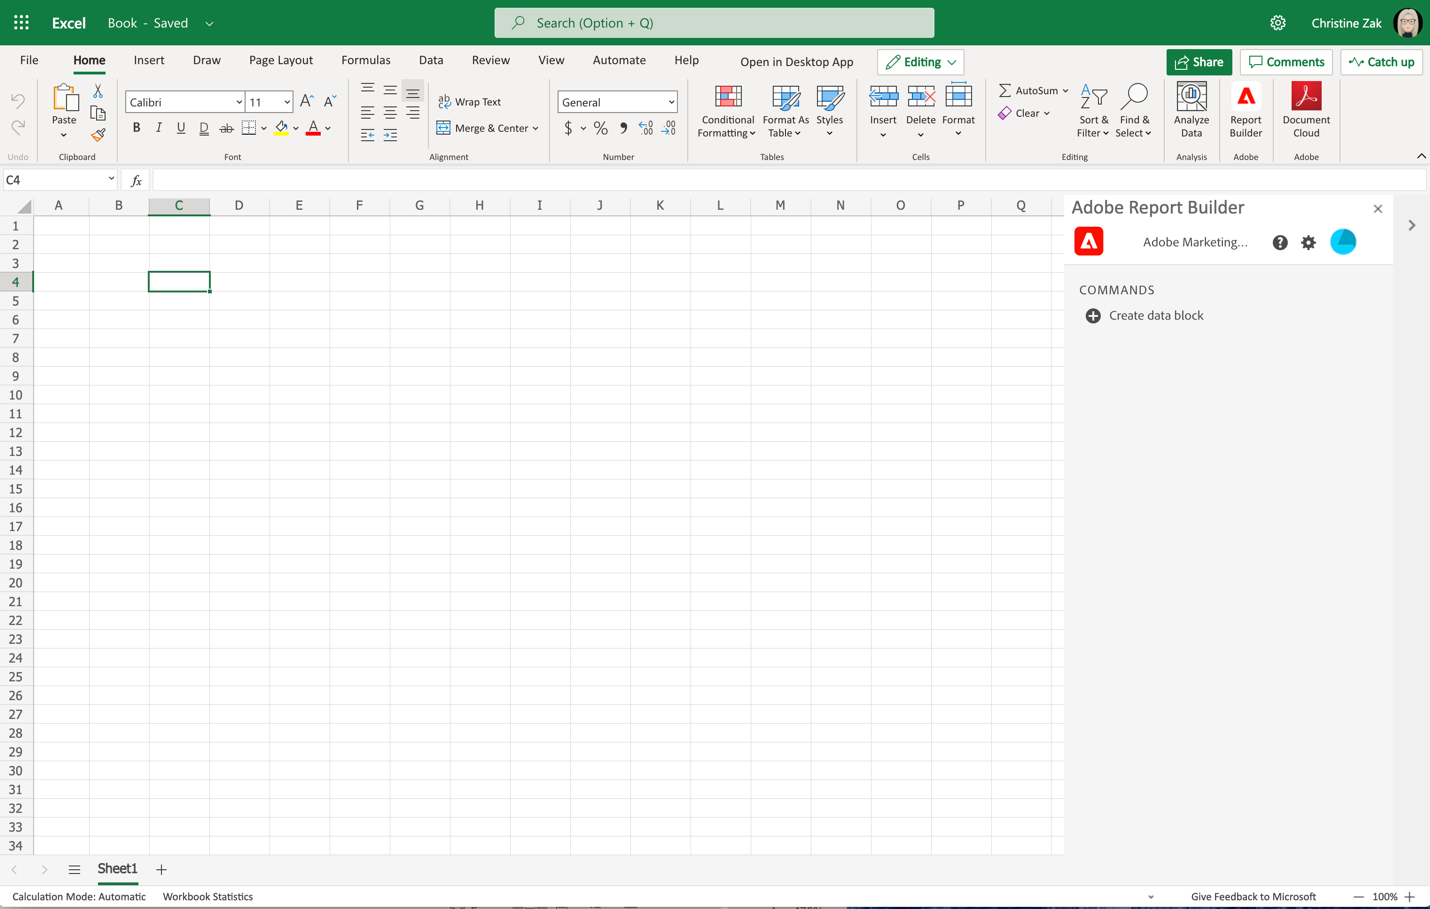 Excel Book - Saved Search (Option + Q) Christine Zak
File Home Insert Draw Page Layout Formulas Data Review View Automate Help Open in Desktop App Editing Share Comments Catch up
Paste Calibri 11 Wrap Text General Conditional Formatting Format As Table Styles Insert Delete Format AutoSum Sort & Filter Find & Select Analyze Data Report Builder Document Cloud
B I U D ab A Merge & Center $ % Clear
Undo Clipboard Font Alignment Number Tables Cells Editing Analysis Adobe Adobe
C4 fx
A B C D E F G H I J K L M N O P Q
Adobe Report Builder
Adobe Marketing...
COMMANDS
Create data block
1
2
3
4
5
6
7
8
9
10
11
12
13
14
15
16
17
18
19
20
21
22
23
24
25
26
27
28
29
30
31
32
33
34
Sheet1
Calculation Mode: Automatic Workbook Statistics Give Feedback to Microsoft 100%